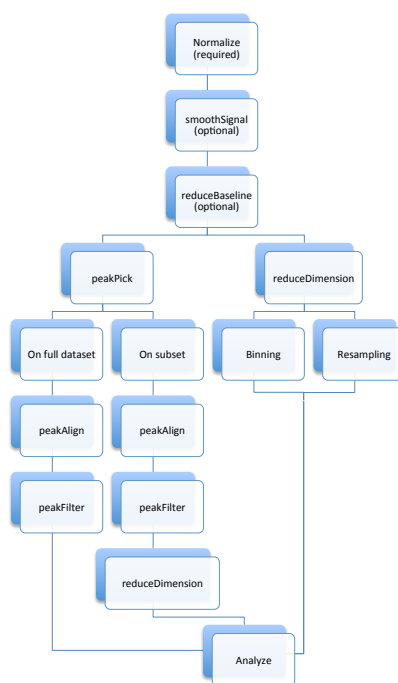 Normalize
(required)
smoothSignal
(optional)
reduceBaseline
(optional)
peakPick
reduceDimension
On full dataset
On subset
Binning
Resampling
peakAlign
peakAlign
peakFilter
peakFilter
reduceDimension
Analyze